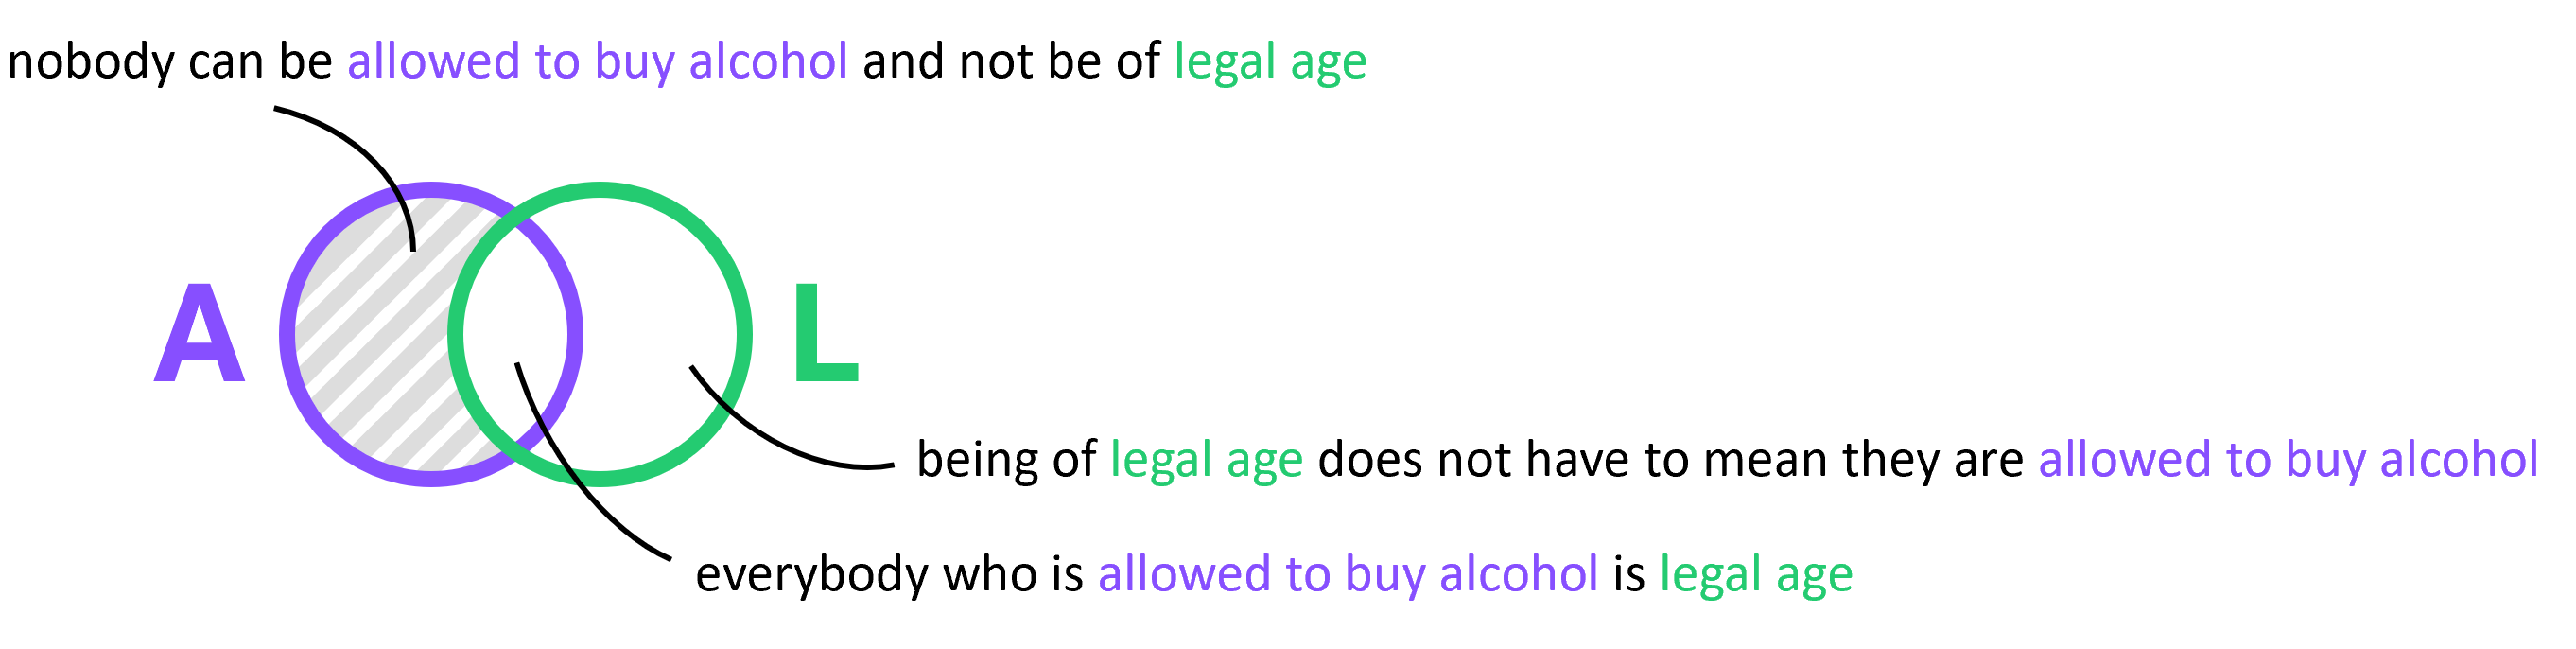 nobody can be allowed to buy alcohol and not be of legal age
A
L
being of legal age does not have to mean they are allowed to buy alcohol
everybody who is allowed to buy alcohol is legal age